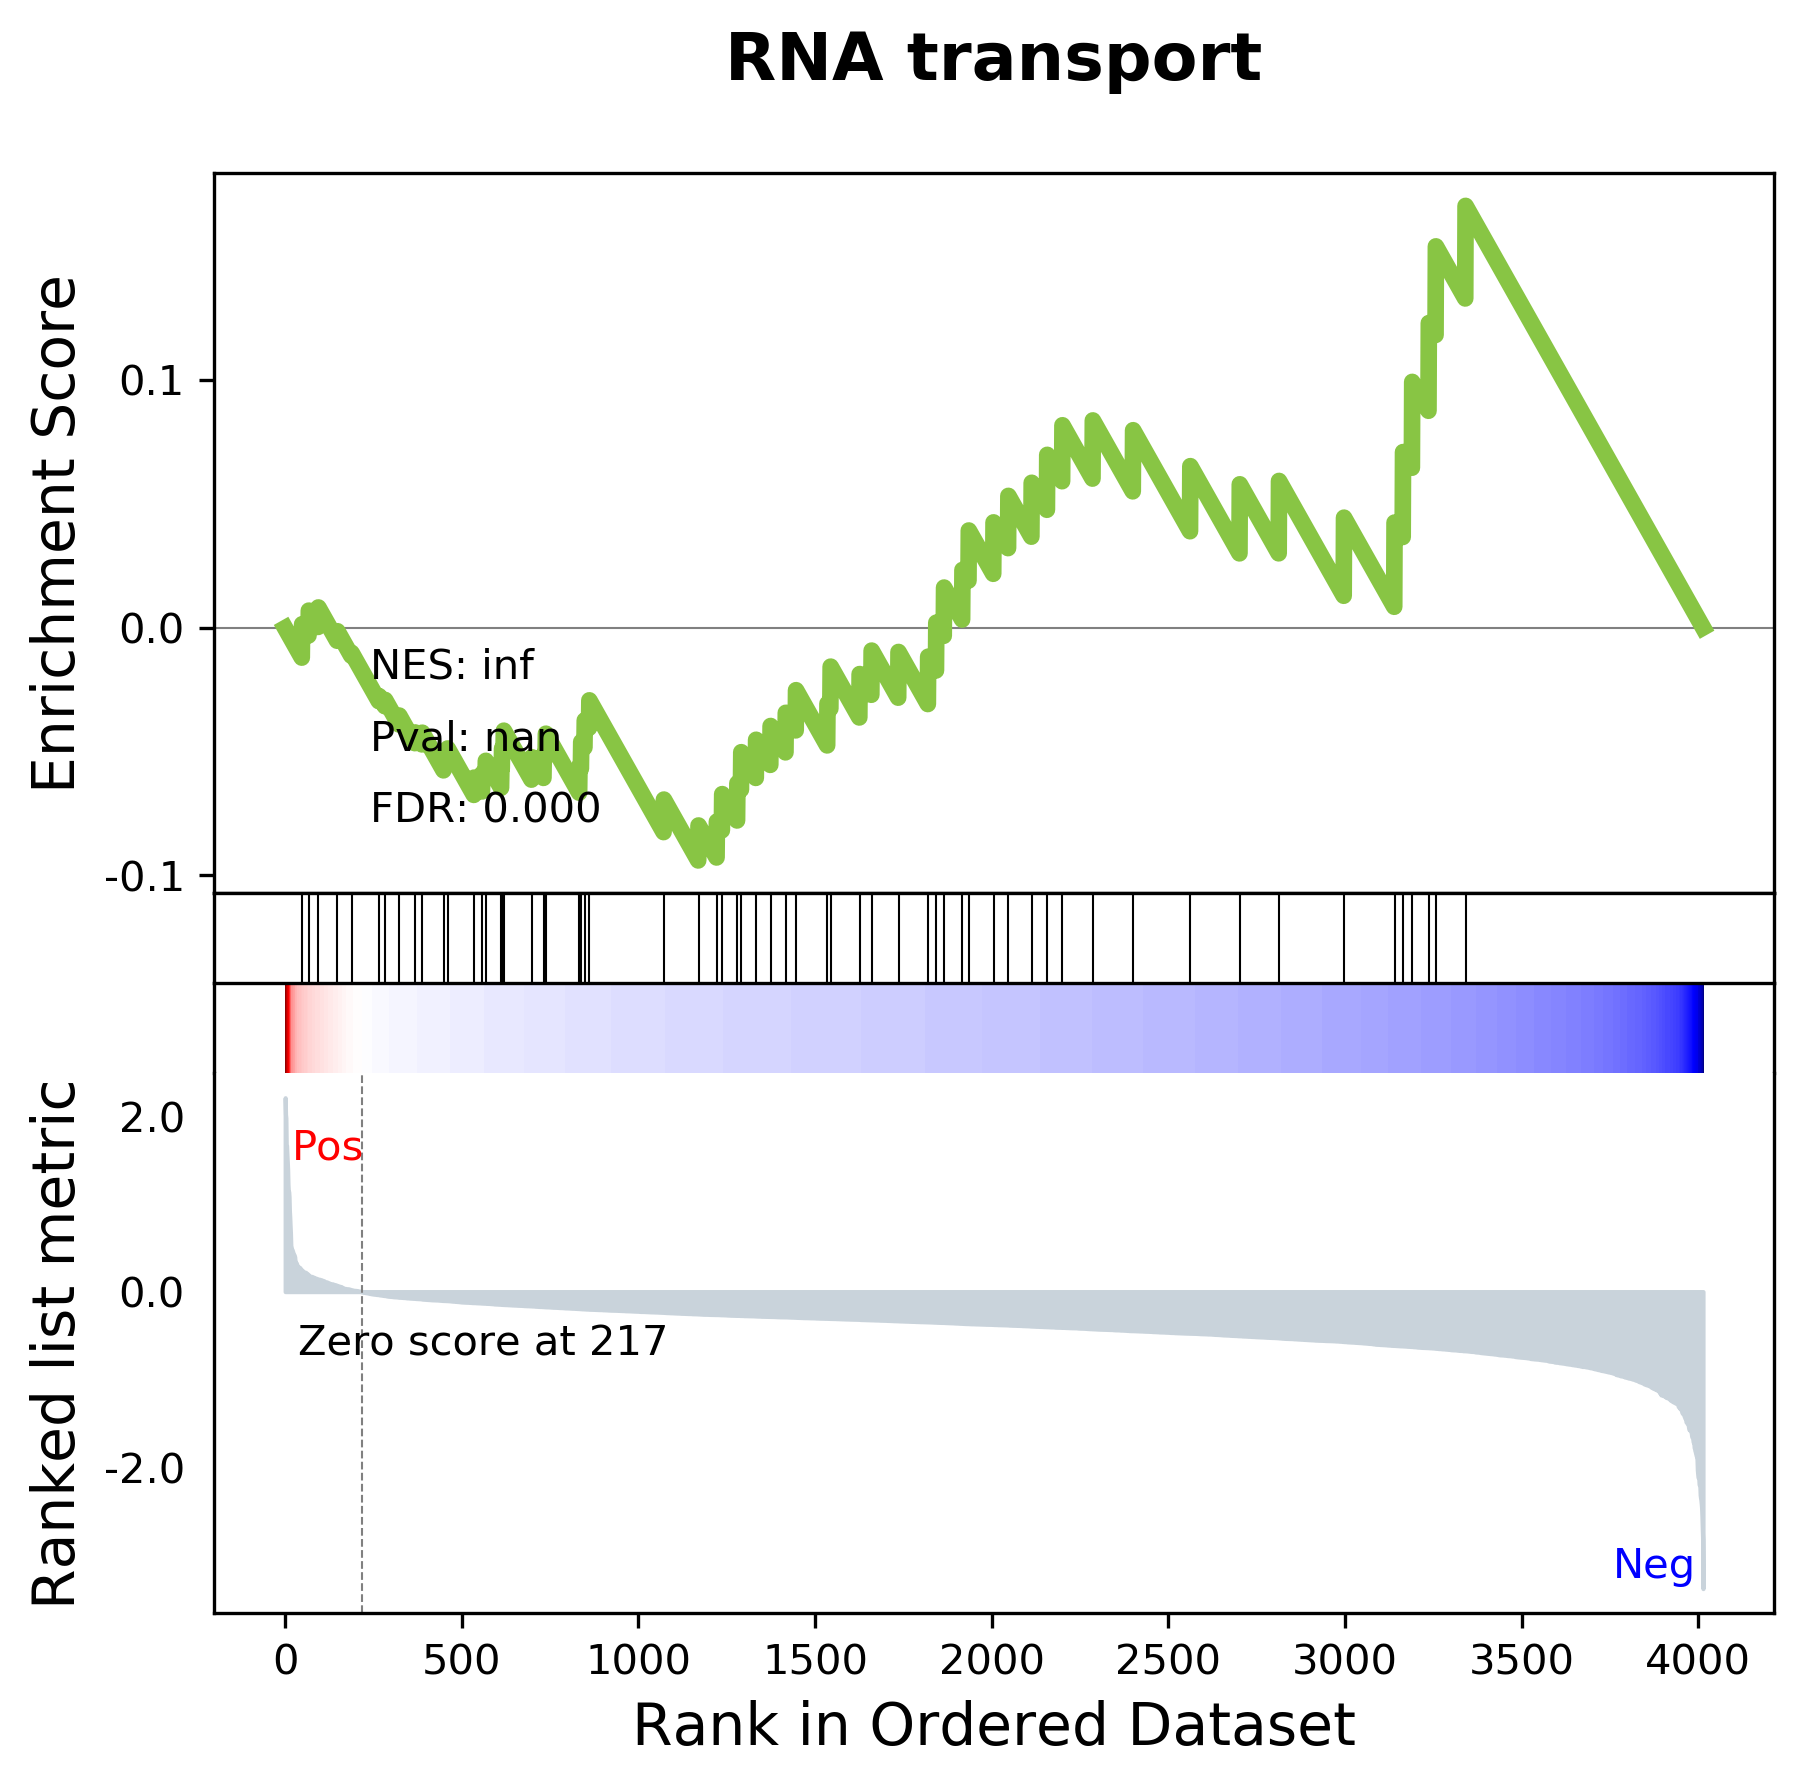 RNA transport
Enrichment Score
0.1
0.0
-0.1
NES: inf
Pval: nan
FDR: 0.000
Ranked list metric
2.0
0.0
-2.0
Pos
Zero score at 217
Neg
0 500 1000 1500 2000 2500 3000 3500 4000
Rank in Ordered Dataset